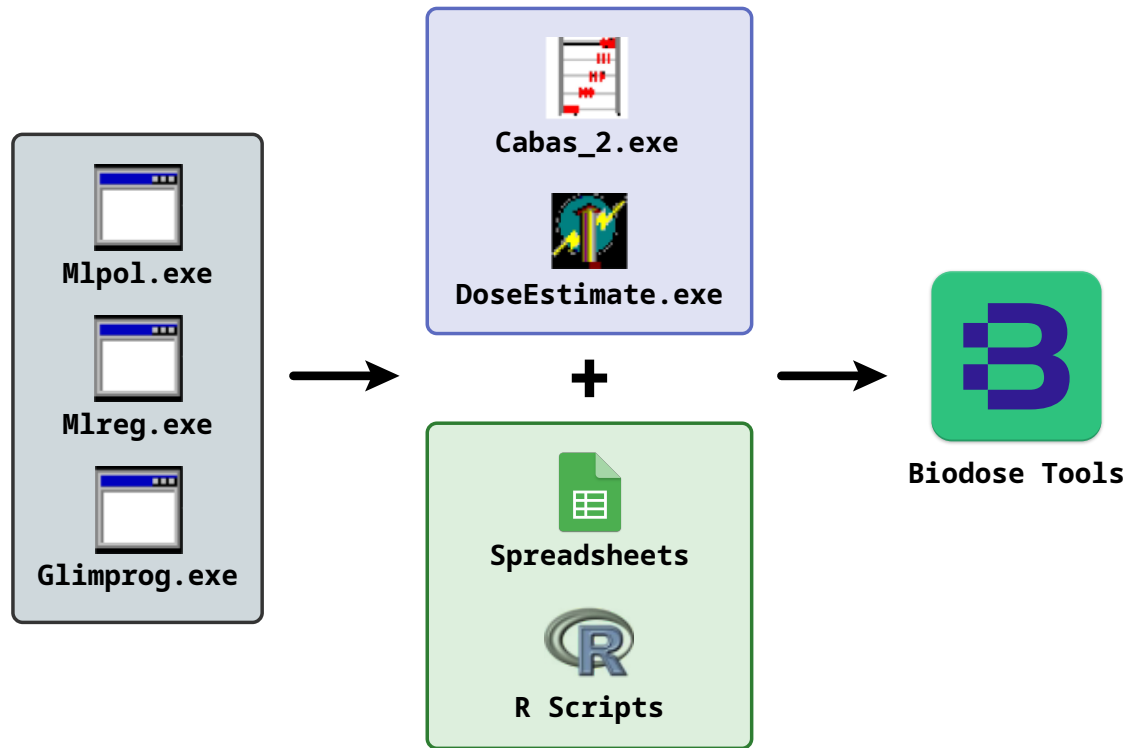 Mlpol.exe
Mlreg.exe
Glimprog.exe
Cabas_2.exe
DoseEstimate.exe
+
Spreadsheets
R
R Scripts
B
Biodose Tools